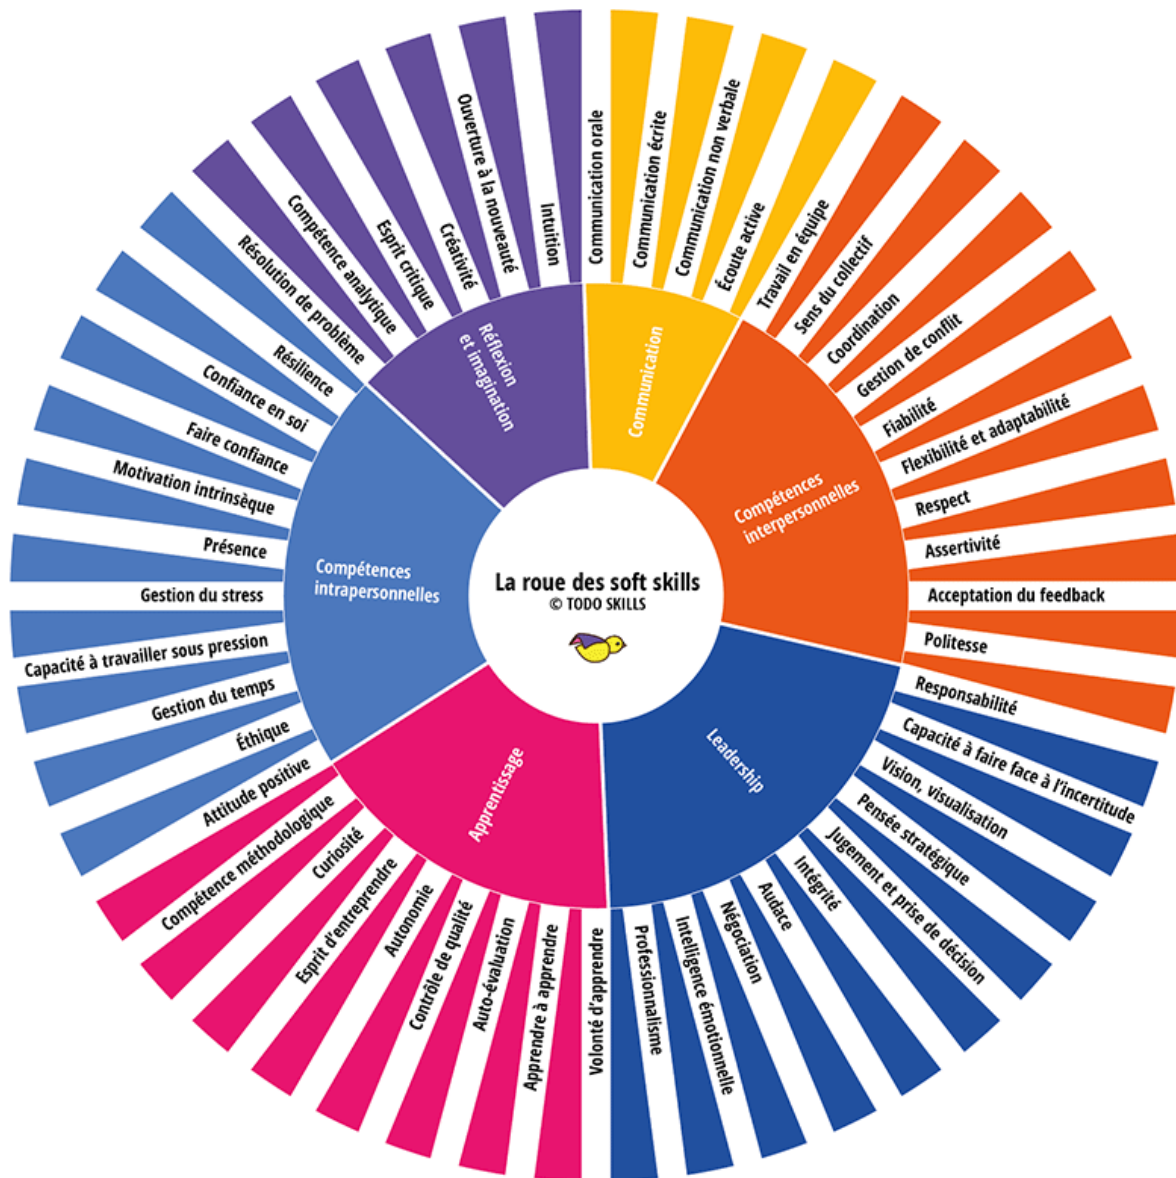 La roue des soft skills
© TODO SKILLS
Communication
Communication orale
Communication écrite
Communication non verbale
Écoute active
Compétences
interpersonnelles
Travail en équipe
Sens du collectif
Coordination
Gestion de conflit
Fiabilité
Flexibilité et adaptabilité
Respect
Assertivité
Acceptation du feedback
Politesse
Responsabilité
Leadership
Capacité à faire face à l'incertitude
Vision, visualisation
Pensée stratégique
Jugement et prise de décision
Intégrité
Audace
Négociation
Intelligence émotionnelle
Professionnalisme
Apprentissage
Volonté d'apprendre
Apprendre à apprendre
Auto-évaluation
Contrôle de qualité
Autonomie
Esprit d'entreprendre
Curiosité
Compétence méthodologique
Compétences
intrapersonnelles
Attitude positive
Éthique
Gestion du temps
Capacité à travailler sous pression
Gestion du stress
Présence
Motivation intrinsèque
Faire confiance
Confiance en soi
Résilience
Réflexion
et imagination
Résolution de problème
Compétence analytique
Esprit critique
Créativité
Ouverture à la nouveauté
Intuition